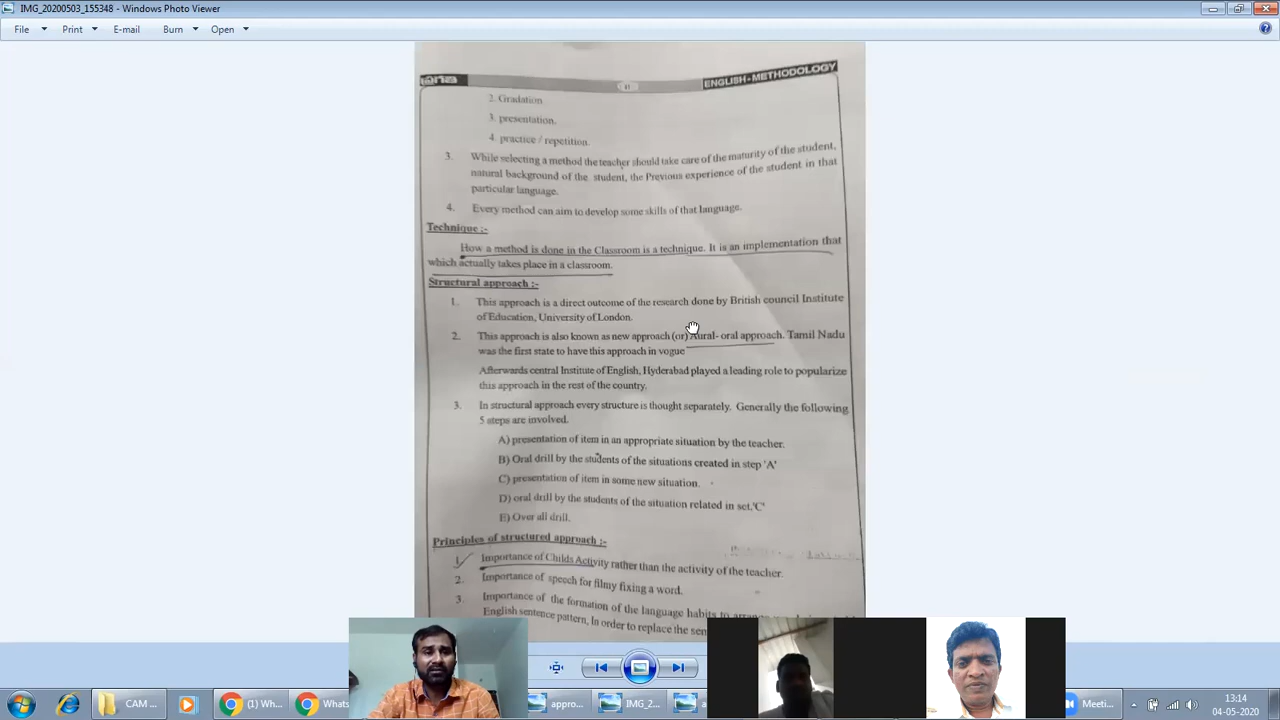 IMG_20200503_155348 - Windows Photo Viewer
File Print E-mail Burn Open
ENGLISH-METHODOLOGY
2. Gradation
3. presentation.
4. practice / repetition.
3. While selecting a method the teacher should take care of the maturity of the student,
natural background of the student, the Previous experience of the student in that
particular language.
4. Every method can aim to develop some skills of that language.
Technique :-
How a method is done in the Classroom is a technique. It is an implementation that
which actually takes place in a classroom.
Structural approach :-
1. This approach is a direct outcome of the research done by British council Institute
of Education, University of London.
2. This approach is also known as new approach (or) Aural- oral approach. Tamil Nadu
was the first state to have this approach in vogue
Afterwards central Institute of English, Hyderabad played a leading role to popularize
this approach in the rest of the country.
3. In structural approach every structure is thought separately. Generally the following
5 steps are involved.
A) presentation of item in an appropriate situation by the teacher.
B) Oral drill by the students of the situations created in step 'A'
C) presentation of item in some new situation.
D) oral drill by the students of the situation related in set,'C'
E) Over all drill.
Principles of structured approach :-
1. Importance of Childs Activity rather than the activity of the teacher.
2. Importance of speech for filmy fixing a word.
3. Importance of the formation of the language habits to
English sentence pattern, In order to replace the
CAM ...
(1) Wh...
Whats
appro...
IMG_2...
Meeti...
13:14
04-05-2020